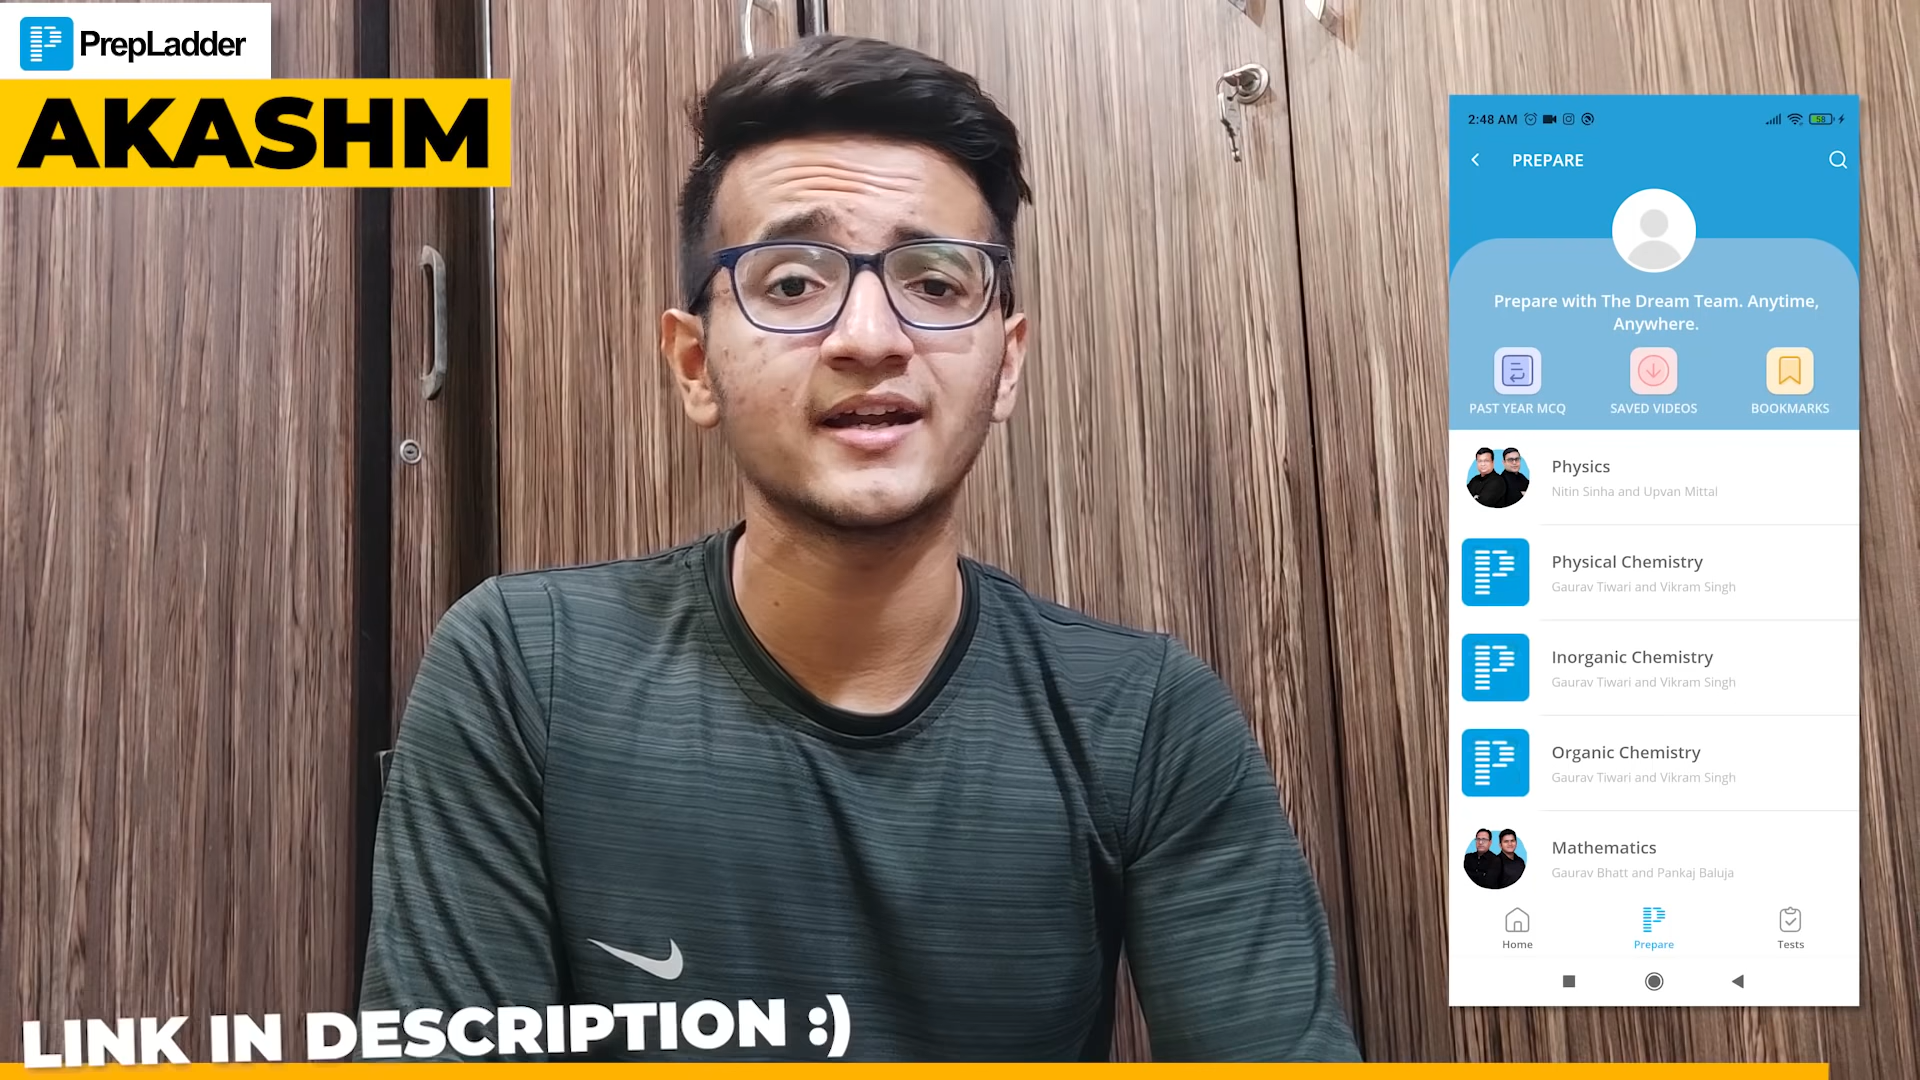 PrepLadder
AKASHM
2:48 AM
58
PREPARE
Prepare with The Dream Team. Anytime,
Anywhere.
PAST YEAR MCQ
SAVED VIDEOS
BOOKMARKS
Physics
Nitin Sinha and Upvan Mittal
Physical Chemistry
Gaurav Tiwari and Vikram Singh
Inorganic Chemistry
Gaurav Tiwari and Vikram Singh
Organic Chemistry
Gaurav Tiwari and Vikram Singh
Mathematics
Gaurav Bhatt and Pankaj Baluja
Home
Prepare
Tests
LINK IN DESCRIPTION :)